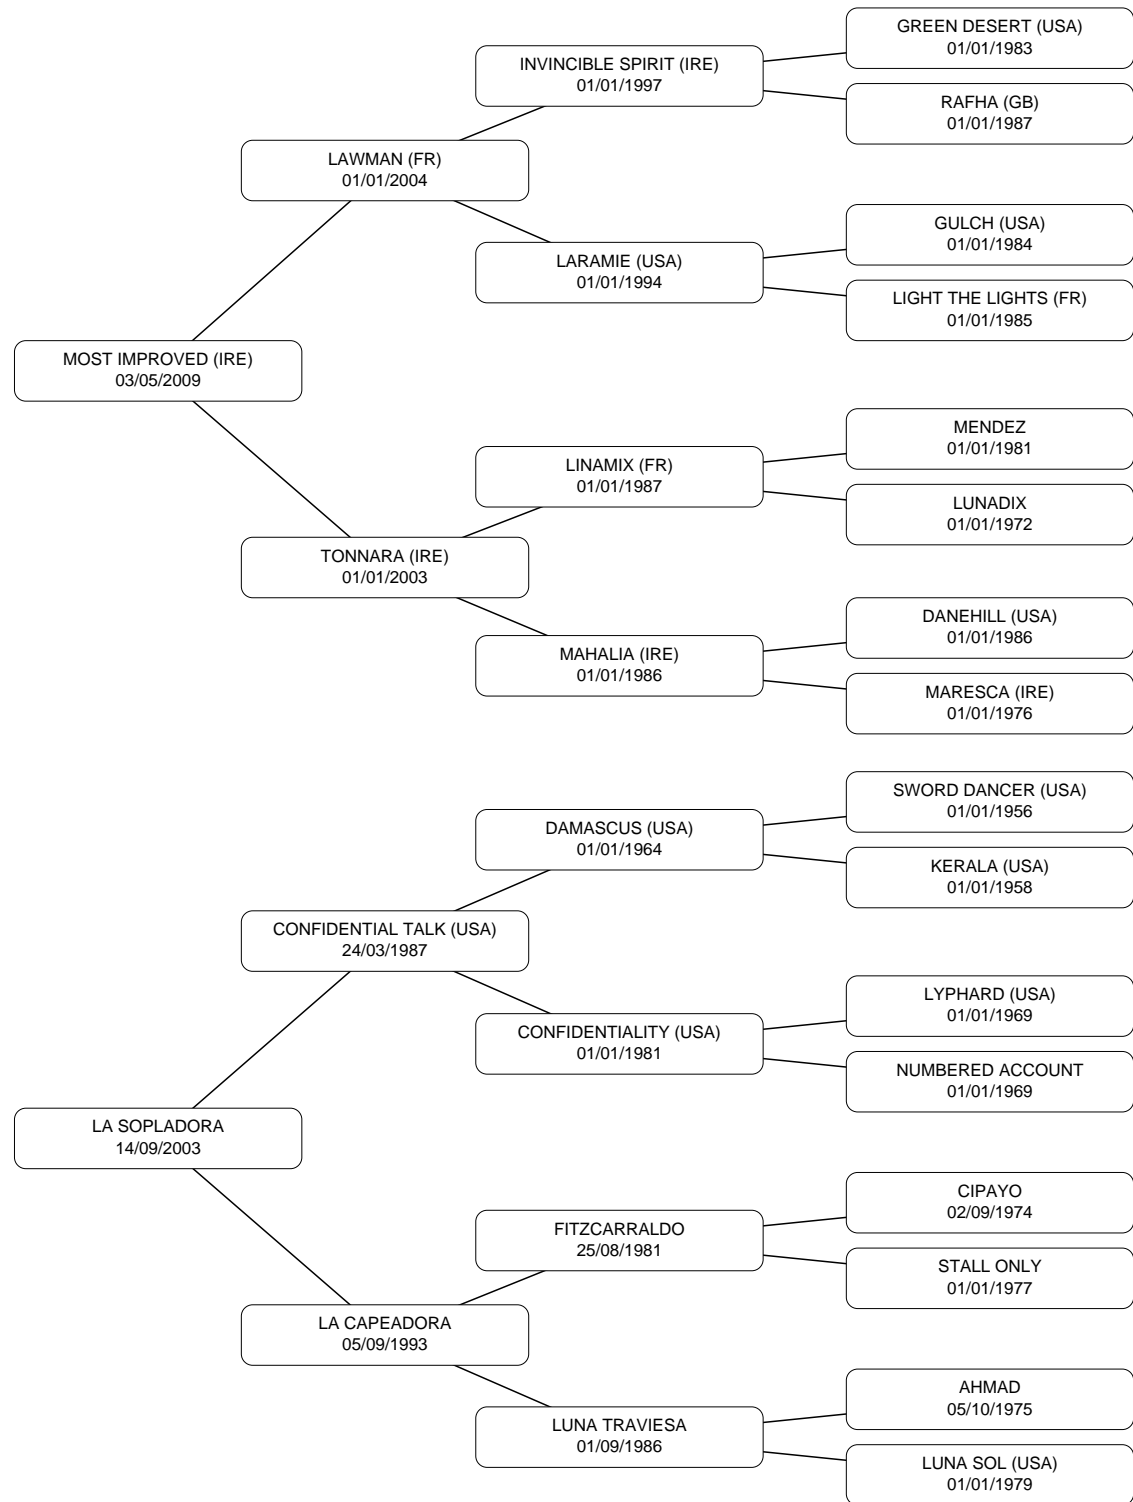 GREEN DESERT (USA)
01/01/1983
INVINCIBLE SPIRIT (IRE)
01/01/1997
RAFHA (GB)
01/01/1987
LAWMAN (FR)
01/01/2004
GULCH (USA)
01/01/1984
LARAMIE (USA)
01/01/1994
LIGHT THE LIGHTS (FR)
01/01/1985
MOST IMPROVED (IRE)
03/05/2009
MENDEZ
01/01/1981
LINAMIX (FR)
01/01/1987
LUNADIX
01/01/1972
TONNARA (IRE)
01/01/2003
DANEHILL (USA)
01/01/1986
MAHALIA (IRE)
01/01/1986
MARESCA (IRE)
01/01/1976
SWORD DANCER (USA)
01/01/1956
DAMASCUS (USA)
01/01/1964
KERALA (USA)
01/01/1958
CONFIDENTIAL TALK (USA)
24/03/1987
LYPHARD (USA)
01/01/1969
CONFIDENTIALITY (USA)
01/01/1981
NUMBERED ACCOUNT
01/01/1969
LA SOPLADORA
14/09/2003
CIPAYO
02/09/1974
FITZCARRALDO
25/08/1981
STALL ONLY
01/01/1977
LA CAPEADORA
05/09/1993
AHMAD
05/10/1975
LUNA TRAVIESA
01/09/1986
LUNA SOL (USA)
01/01/1979